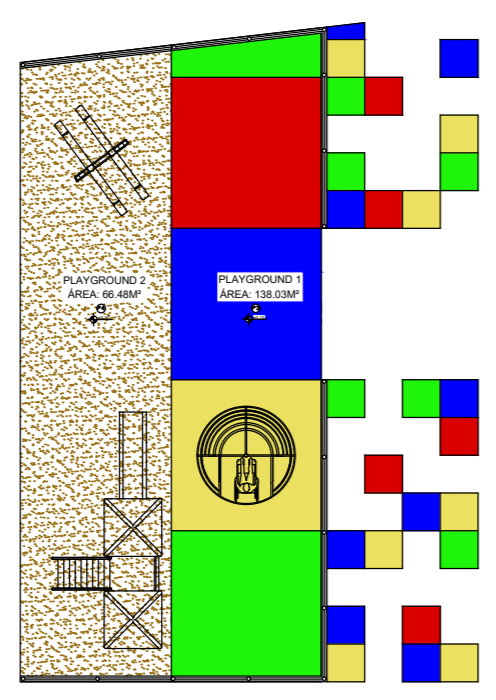 PLAYGROUND 2
ÁREA: 66.48M²
PLAYGROUND 1
ÁREA: 138.03M²